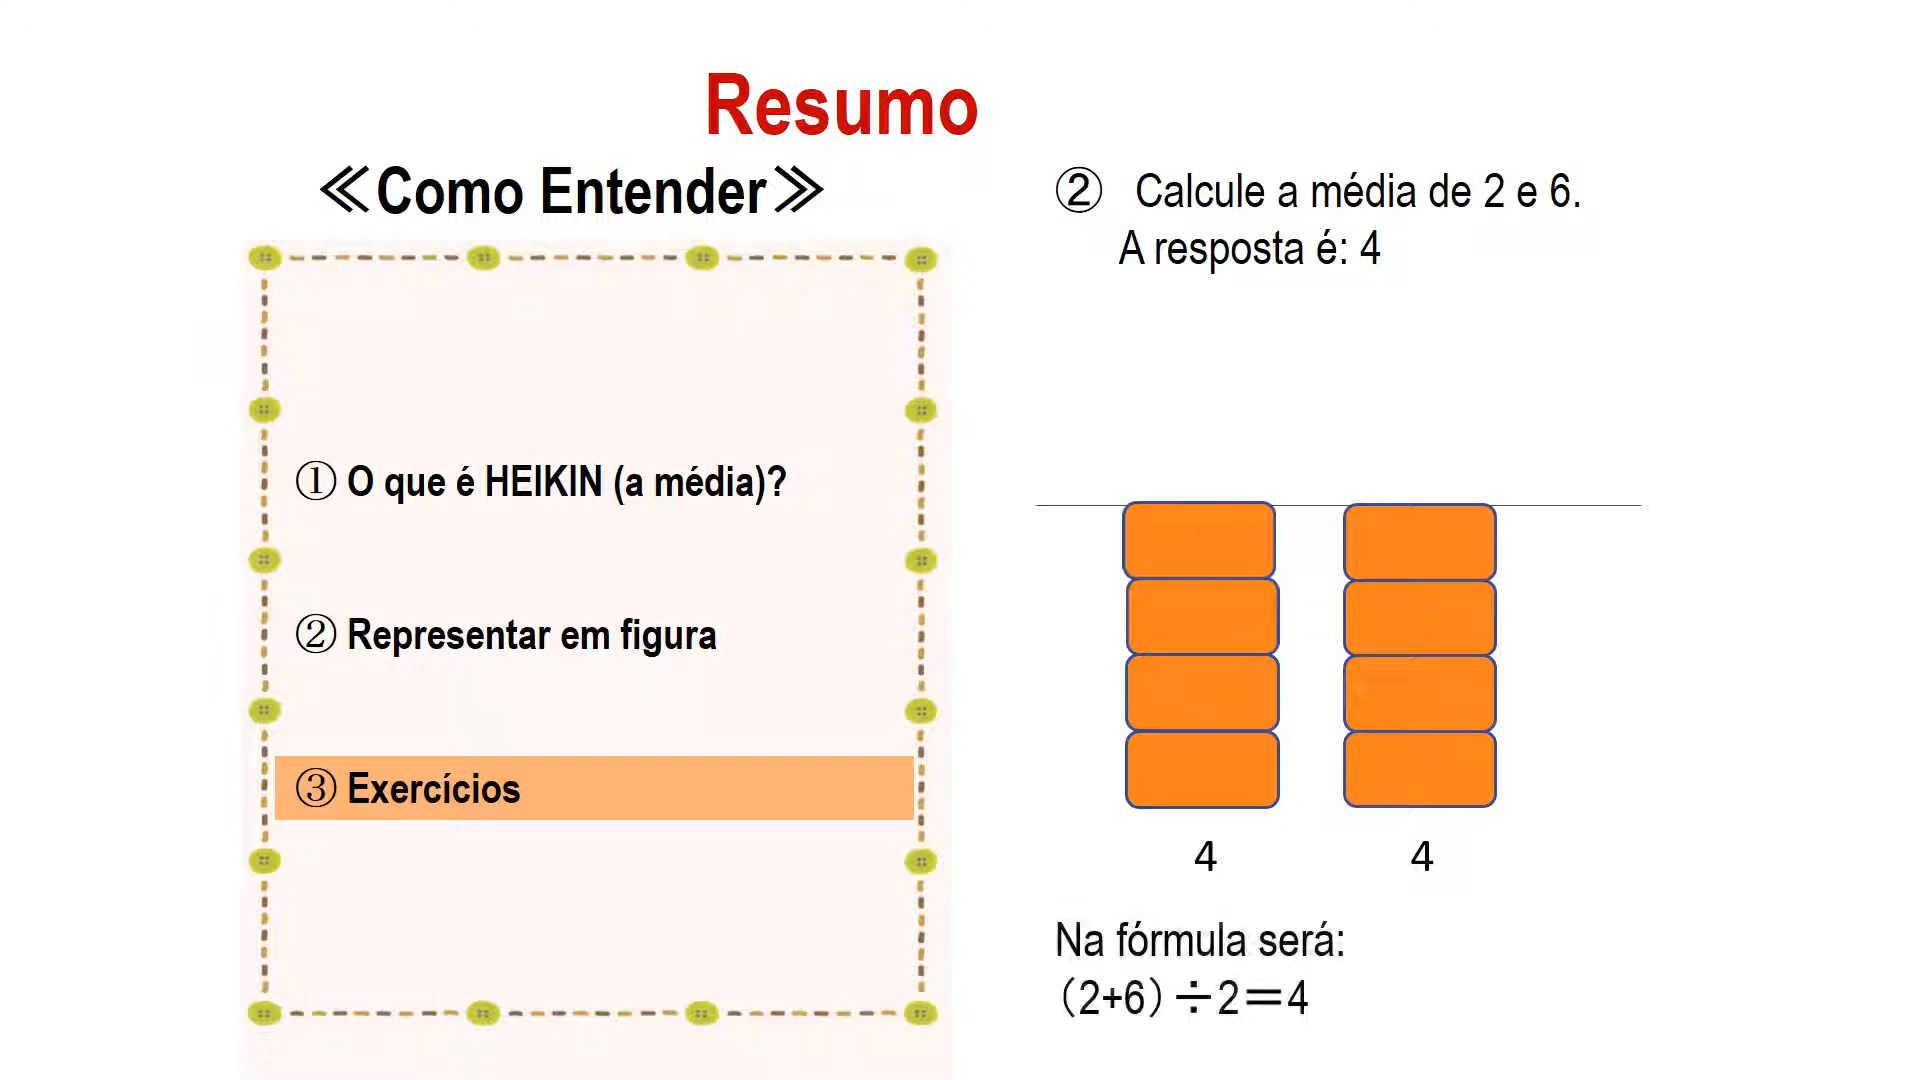 Resumo
≪Como Entender≫
① O que é HEIKIN (a média)?
② Representar em figura
③ Exercícios
② Calcule a média de 2 e 6.
A resposta é: 4
4 4
Na fórmula será:
（2+6）÷2＝4